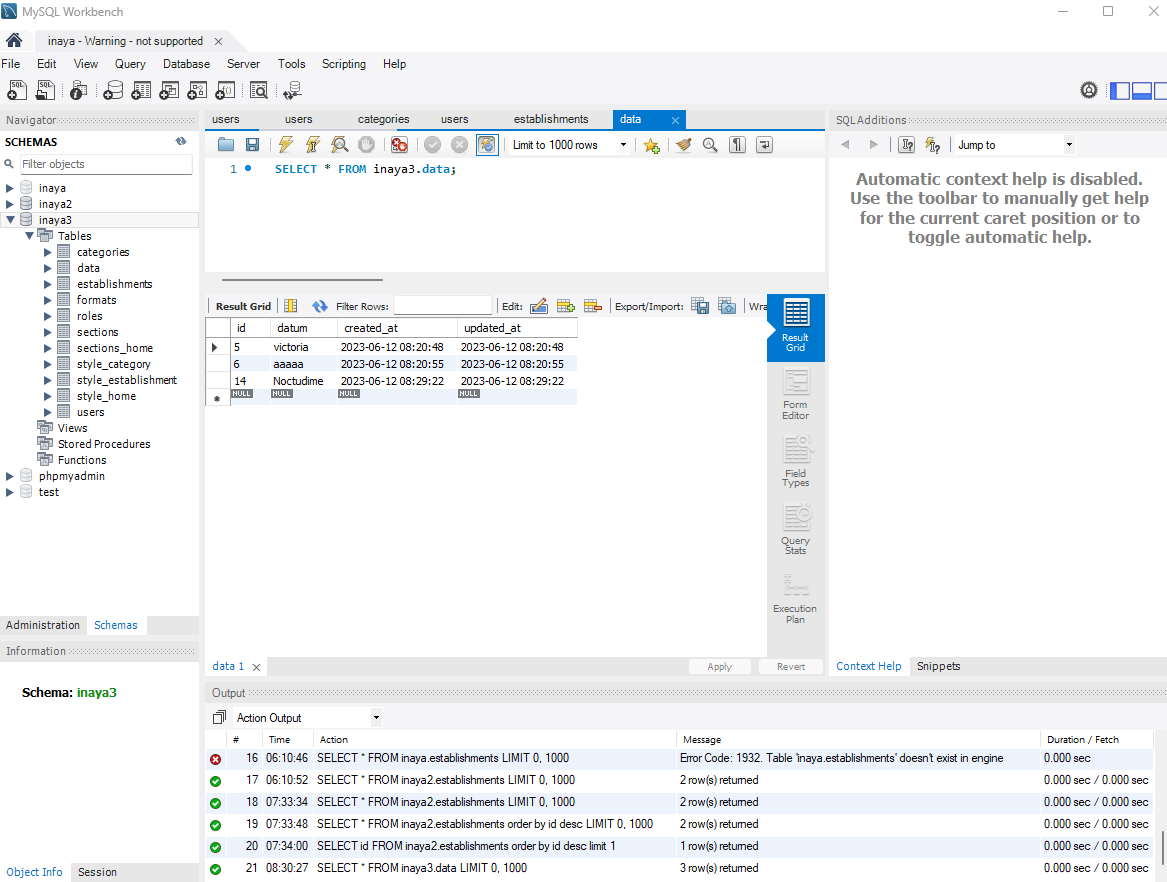 MySQL Workbench
inaya - Warning - not supported
File Edit View Query Database Server Tools Scripting Help
Navigator
SCHEMAS
Filter objects
inaya
inaya2
inaya3
Tables
categories
data
establishments
formats
roles
sections
sections_home
style_category
style_establishment
style_home
users
Views
Stored Procedures
Functions
phpmyadmin
test
Administration Schemas
Information
Schema: inaya3
Object Info Session
users users categories users establishments data
Limit to 1000 rows
1 SELECT * FROM inaya3.data;
Result Grid Filter Rows: Edit: Export/Import: Wra
id datum created_at updated_at
5 victoria 2023-06-12 08:20:48 2023-06-12 08:20:48
6 aaaaa 2023-06-12 08:20:55 2023-06-12 08:20:55
14 Noctudime 2023-06-12 08:29:22 2023-06-12 08:29:22
NULL NULL NULL NULL
Result
Grid
Form
Editor
Field
Types
Query
Stats
Execution
Plan
data 1 Apply Revert
SQLAdditions
Jump to
Automatic context help is disabled.
Use the toolbar to manually get help
for the current caret position or to
toggle automatic help.
Context Help Snippets
Output
Action Output
# Time Action Message Duration / Fetch
16 06:10:46 SELECT * FROM inaya.establishments LIMIT 0, 1000 Error Code: 1932. Table 'inaya.establishments' doesn't exist in engine 0.000 sec
17 06:10:52 SELECT * FROM inaya2.establishments LIMIT 0, 1000 2 row(s) returned 0.000 sec / 0.000 sec
18 07:33:34 SELECT * FROM inaya2.establishments LIMIT 0, 1000 2 row(s) returned 0.000 sec / 0.000 sec
19 07:33:48 SELECT * FROM inaya2.establishments order by id desc LIMIT 0, 1000 2 row(s) returned 0.000 sec / 0.000 sec
20 07:34:00 SELECT id FROM inaya2.establishments order by id desc limit 1 1 row(s) returned 0.000 sec / 0.000 sec
21 08:30:27 SELECT * FROM inaya3.data LIMIT 0, 1000 3 row(s) returned 0.000 sec / 0.000 sec